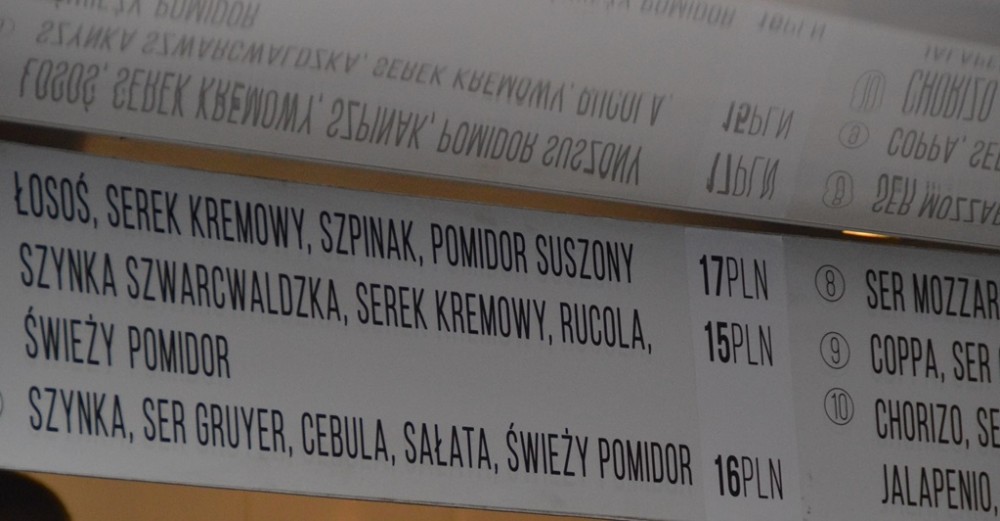 ŁOSOŚ, SEREK KREMOWY, SZPINAK, POMIDOR SUSZONY 17PLN
SZYNKA SZWARCWALDZKA, SEREK KREMOWY, RUCOLA, 15PLN
ŚWIEŻY POMIDOR
SZYNKA, SER GRUYER, CEBULA, SAŁATA, ŚWIEŻY POMIDOR 16PLN
8 SER MOZZAR
9 COPPA, SER
10 CHORIZO, SE
JALAPENIO,